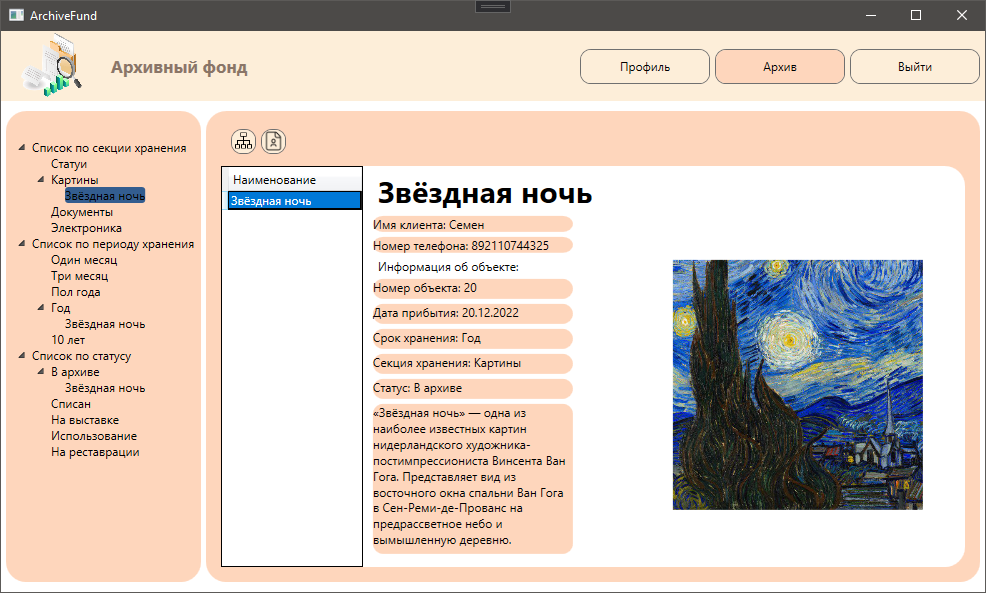 ArchiveFund
Архивный фонд
Профиль
Архив
Выйти
Список по секции хранения
Статуи
Картины
Звёздная ночь
Документы
Электроника
Список по периоду хранения
Один месяц
Три месяц
Пол года
Год
Звёздная ночь
10 лет
Список по статусу
В архиве
Звёздная ночь
Списан
На выставке
Использование
На реставрации
Наименование
Звёздная ночь
Звёздная ночь
Имя клиента: Семен
Номер телефона: 892110744325
Информация об объекте:
Номер объекта: 20
Дата прибытия: 20.12.2022
Срок хранения: Год
Секция хранения: Картины
Статус: В архиве
«Звёздная ночь» — одна из
наиболее известных картин
нидерландского художника-
постимпрессиониста Винсента Ван
Гога. Представляет вид из
восточного окна спальни Ван Гога
в Сен-Реми-де-Прованс на
предрассветное небо и
вымышленную деревню.